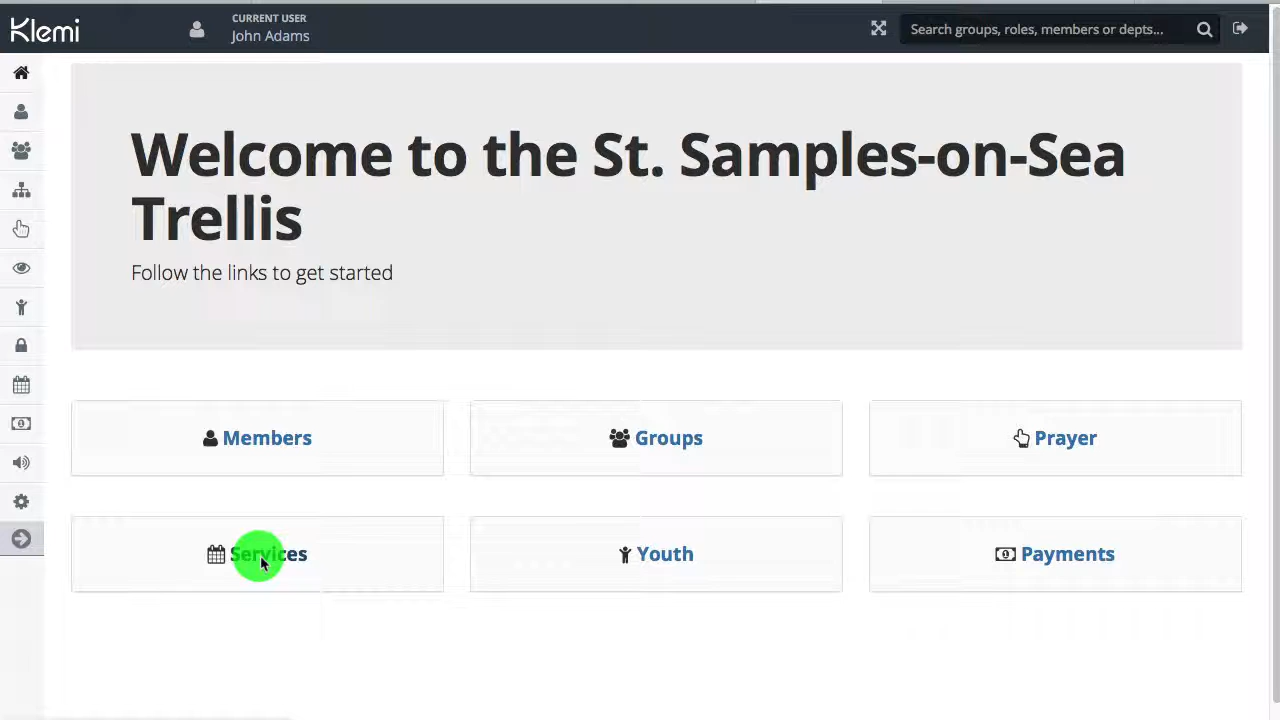 Klemi
CURRENT USER
John Adams
Search groups, roles, members or depts...
Welcome to the St. Samples-on-Sea
Trellis
Follow the links to get started
Members
Groups
Prayer
Services
Youth
Payments